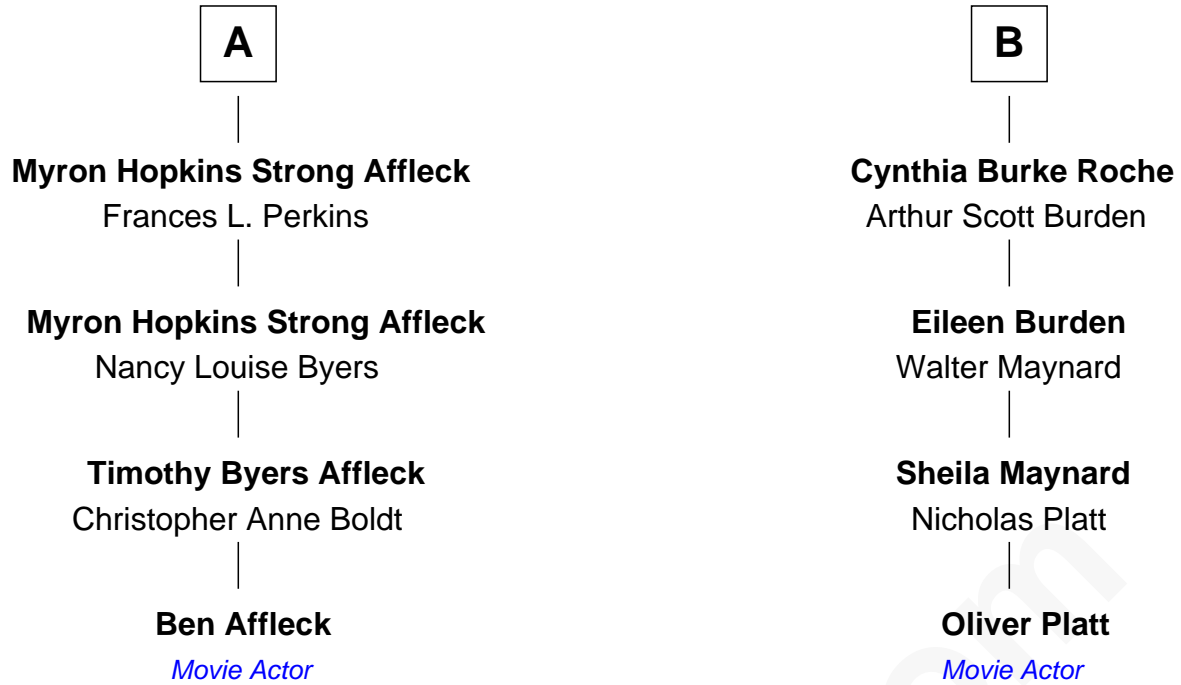 A
Myron Hopkins Strong Affleck
Frances L. Perkins
Myron Hopkins Strong Affleck
Nancy Louise Byers
Timothy Byers Affleck
Christopher Anne Boldt
Ben Affleck
Movie Actor
B
Cynthia Burke Roche
Arthur Scott Burden
Eileen Burden
Walter Maynard
Sheila Maynard
Nicholas Platt
Oliver Platt
Movie Actor